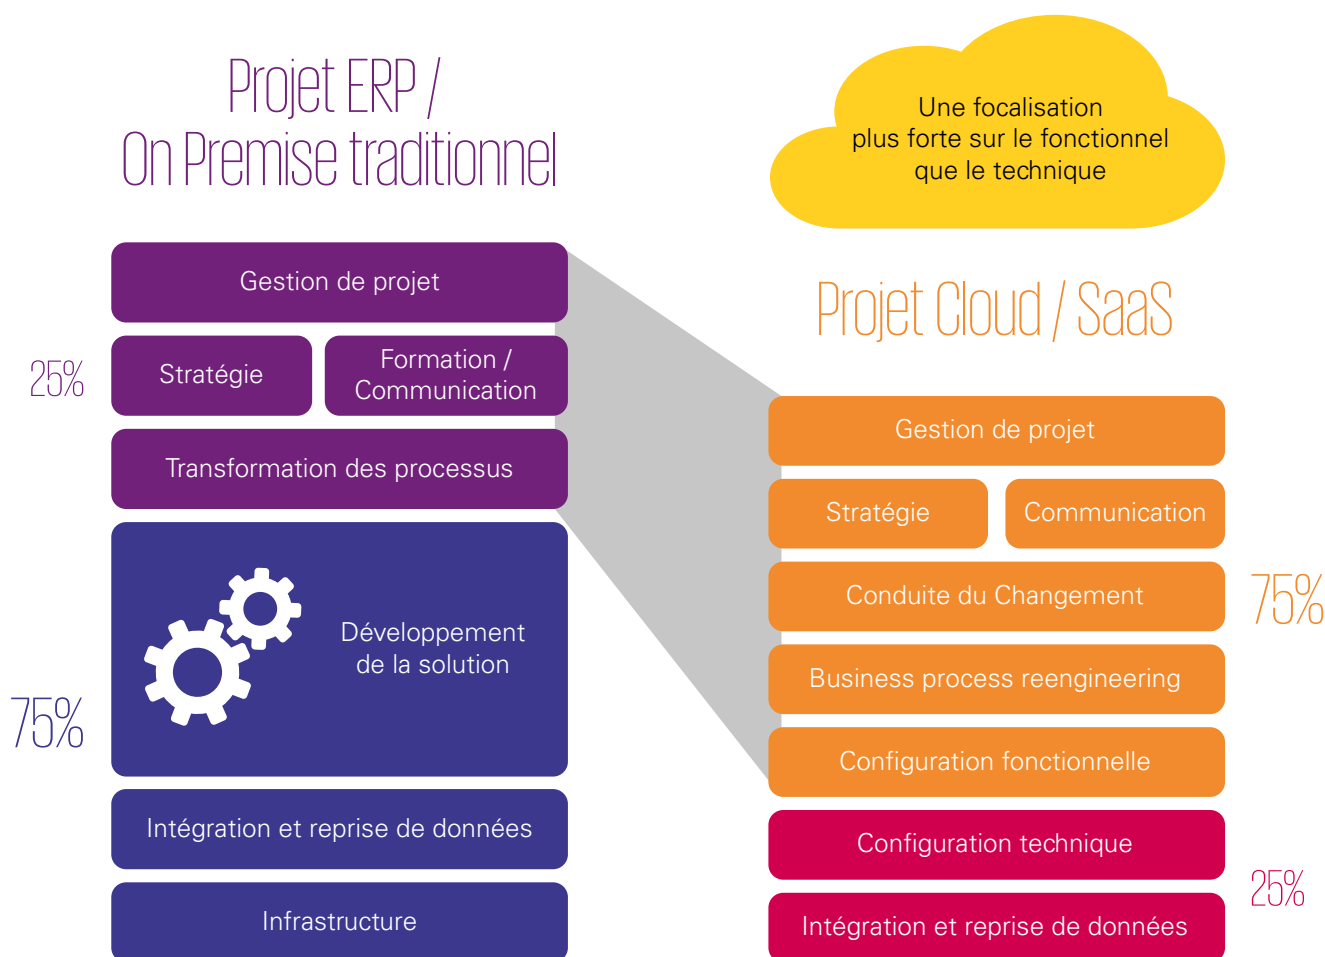 Projet ERP /
On Premise traditionnel
Gestion de projet
25%
Stratégie
Formation /
Communication
Transformation des processus
Développement
de la solution
75%
Intégration et reprise de données
Infrastructure
Une focalisation
plus forte sur le fonctionnel
que le technique
Projet Cloud / SaaS
Gestion de projet
Stratégie
Communication
Conduite du Changement
75%
Business process reengineering
Configuration fonctionnelle
Configuration technique
25%
Intégration et reprise de données